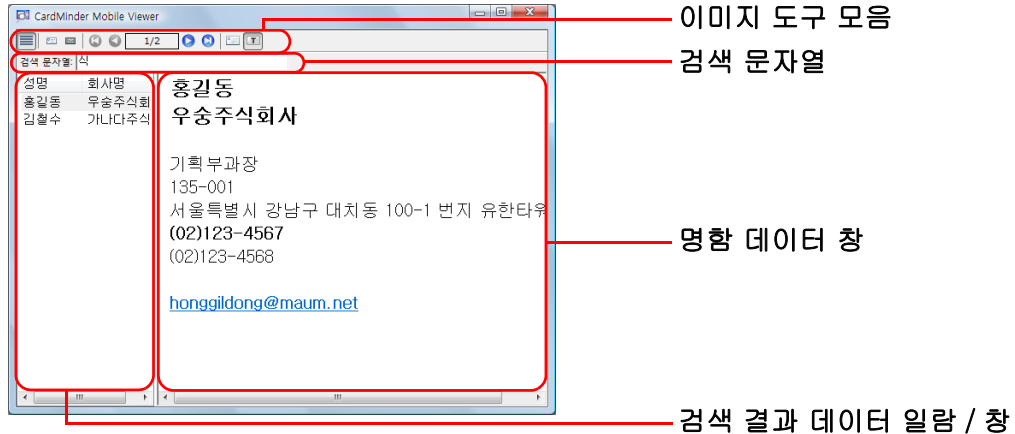 CardMinder Mobile Viewer
이미지 도구 모음
1/2
T
검색 문자열: 식
검색 문자열
성명 회사명
홍길동 우숭주식회
김철수 가나다주식
홍길동
우숭주식회사
기획부과장
135-001
서울특별시 강남구 대치동 100-1 번지 유한타워
(02)123-4567
명함 데이터 창
(02)123-4568
honggildong@maum.net
검색 결과 데이터 일람 / 창